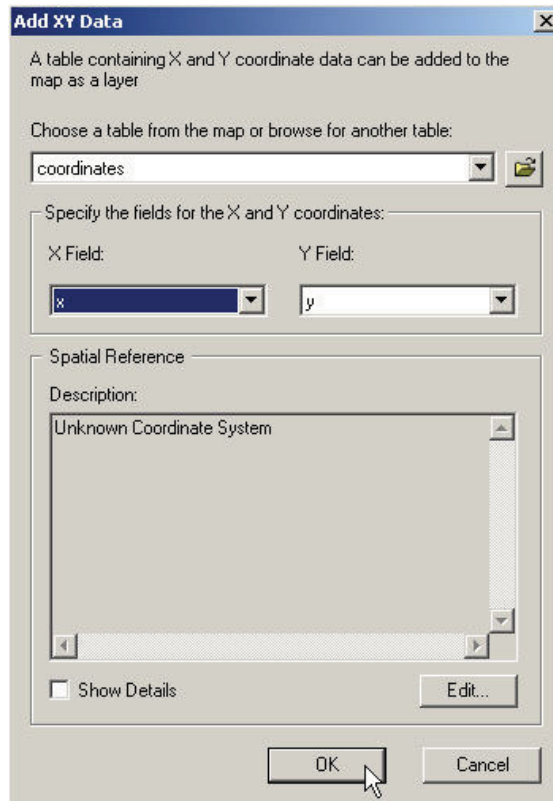 Add XY Data
A table containing X and Y coordinate data can be added to the
map as a layer
Choose a table from the map or browse for another table:
coordinates
Specify the fields for the X and Y coordinates:
X Field:
Y Field:
x
y
Spatial Reference
Description:
Unknown Coordinate System
Show Details
Edit...
OK
Cancel